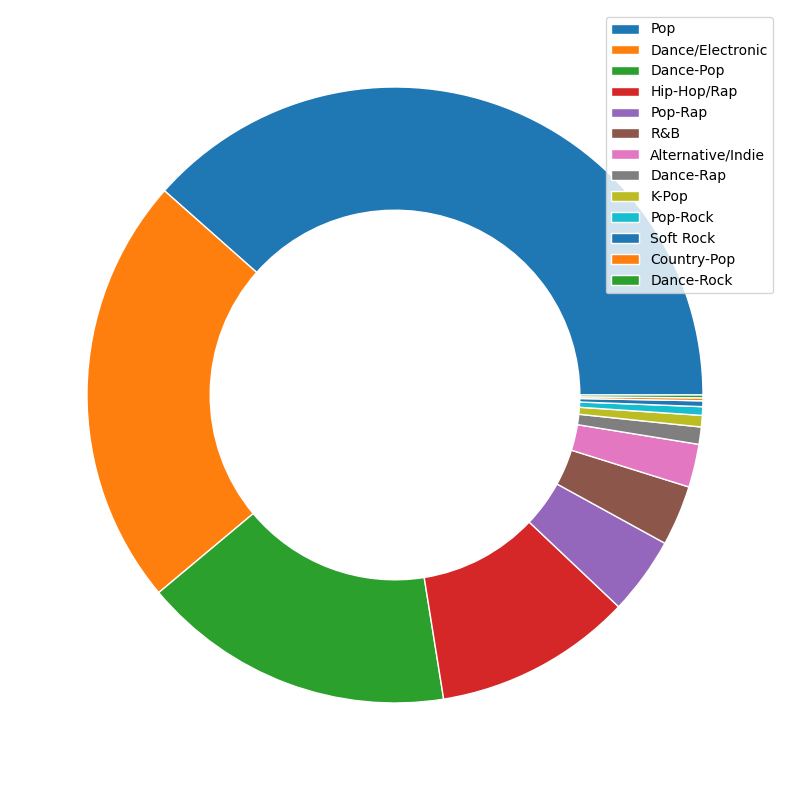 Pop
Dance/Electronic
Dance-Pop
Hip-Hop/Rap
Pop-Rap
R&B
Alternative/Indie
Dance-Rap
K-Pop
Pop-Rock
Soft Rock
Country-Pop
Dance-Rock